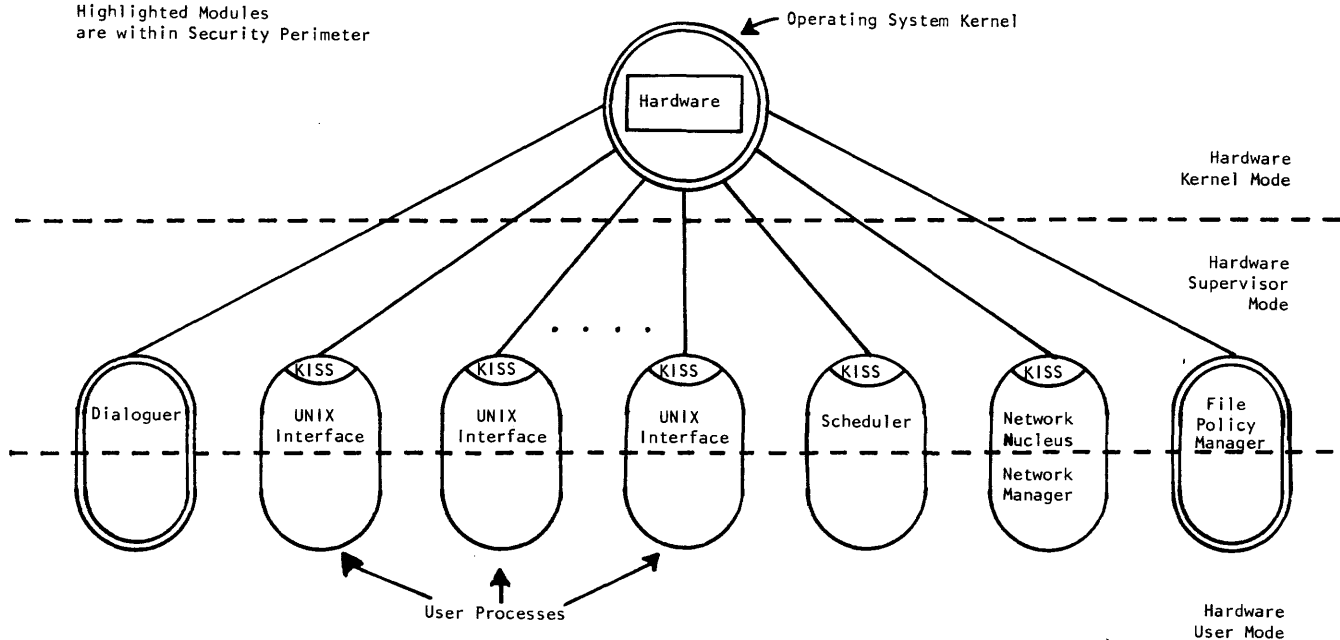 Highlighted Modules
are within Security Perimeter
Operating System Kernel
Hardware
Hardware
Kernel Mode
Hardware
Supervisor
Mode
. . . .
KISS
KISS
KISS
KISS
KISS
Dialoguer
UNIX
Interface
UNIX
Interface
UNIX
Interface
Scheduler
Network
Nucleus
Network
Manager
File
Policy
Manager
User Processes
Hardware
User Mode